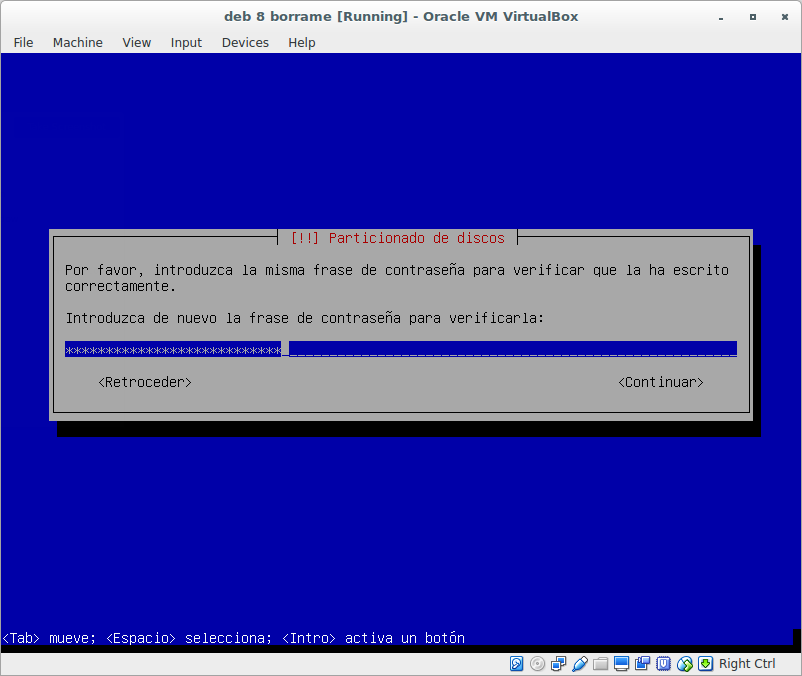 deb 8 borrame [Running] - Oracle VM VirtualBox
File Machine View Input Devices Help
[!!] Particionado de discos
Por favor, introduzca la misma frase de contraseña para verificar que la ha escrito
correctamente.
Introduzca de nuevo la frase de contraseña para verificarla:
***************************
<Retroceder> <Continuar>
<Tab> mueve; <Espacio> selecciona; <Intro> activa un botón
Right Ctrl